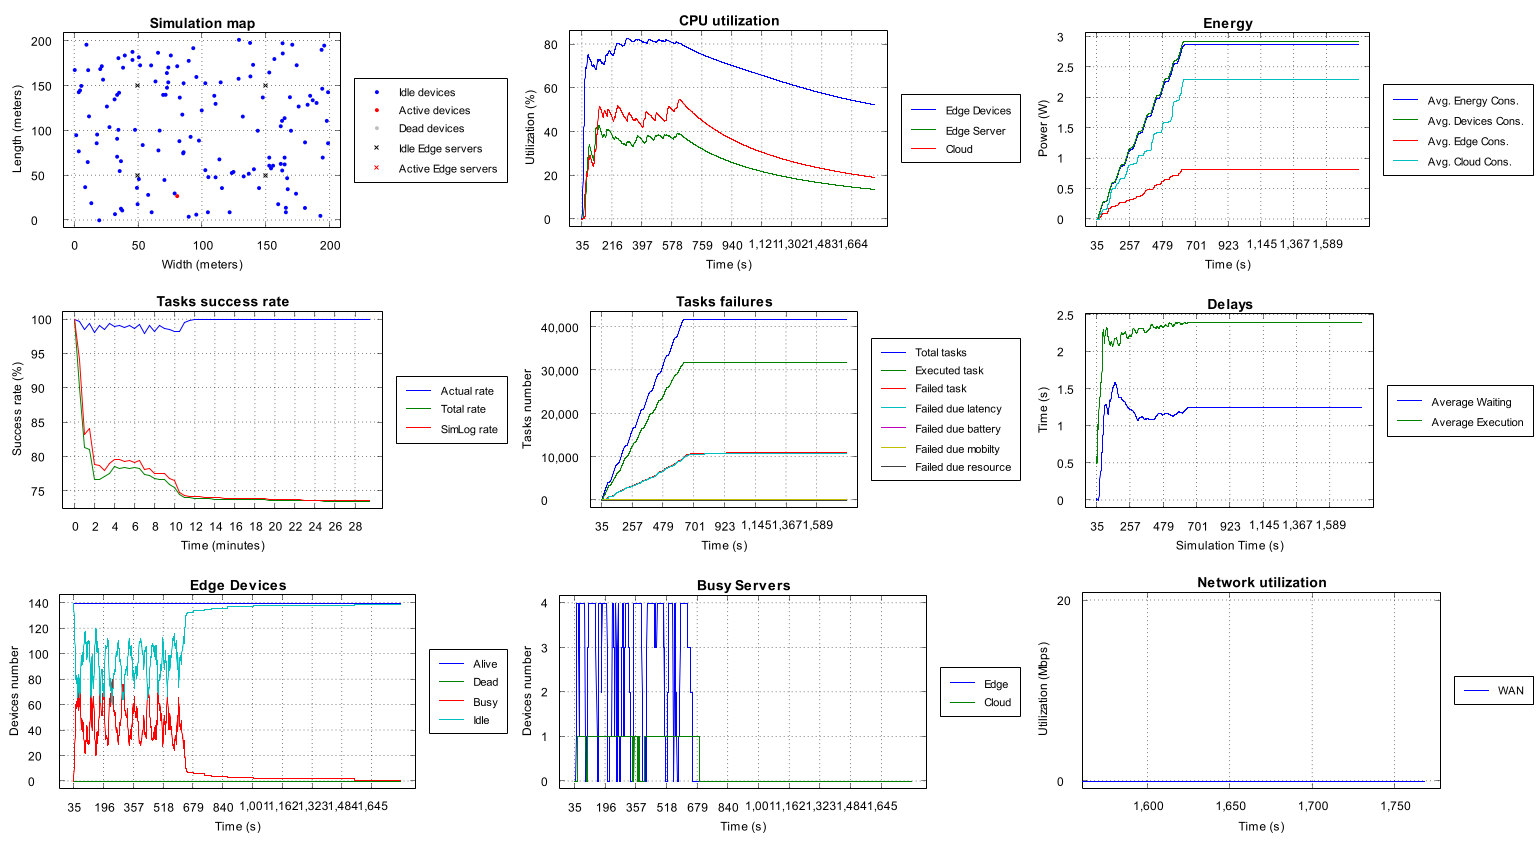 Simulation map
Length (meters)
200
150
100
50
0
0 50 100 150 200
Width (meters)
Idle devices
Active devices
Dead devices
Idle Edge servers
Active Edge servers
CPU utilization
Utilization (%)
80
60
40
20
0
35 216 397 578 759 940 1,1211,3021,4831,664
Time (s)
Edge Devices
Edge Server
Cloud
Energy
Power (W)
3
2.5
2
1.5
1
0.5
0
35 257 479 701 923 1,145 1,367 1,589
Time (s)
Avg. Energy Cons.
Avg. Devices Cons.
Avg. Edge Cons.
Avg. Cloud Cons.
Tasks success rate
Success rate (%)
100
95
90
85
80
75
0 2 4 6 8 10 12 14 16 18 20 22 24 26 28
Time (minutes)
Actual rate
Total rate
SimLog rate
Tasks failures
Tasks number
40,000
30,000
20,000
10,000
0
35 257 479 701 923 1,1451,3671,589
Time (s)
Total tasks
Executed task
Failed task
Failed due latency
Failed due battery
Failed due mobilty
Failed due resource
Delays
Time (s)
2.5
2
1.5
1
0.5
0
35 257 479 701 923 1,145 1,367 1,589
Simulation Time (s)
Average Waiting
Average Execution
Edge Devices
Devices number
140
120
100
80
60
40
20
0
35 196 357 518 679 840 1,0011,1621,3231,4841,645
Time (s)
Alive
Dead
Busy
Idle
Busy Servers
Devices number
4
3
2
1
0
35 196 357 518 679 840 1,0011,1621,3231,4841,645
Time (s)
Edge
Cloud
Network utilization
Utilization (Mbps)
20
0
1,600 1,650 1,700 1,750
Time (s)
WAN